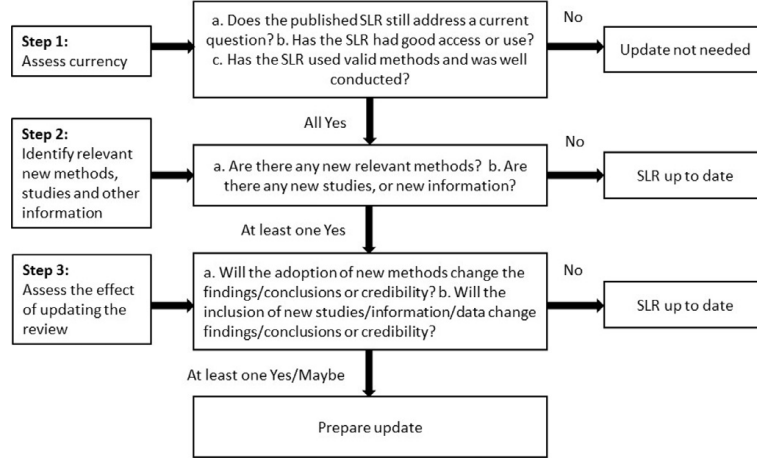 Step 1:
Assess currency
a. Does the published SLR still address a current
question? b. Has the SLR had good access or use?
c. Has the SLR used valid methods and was well
conducted?
No
Update not needed
All Yes
Step 2:
Identify relevant
new methods,
studies and other
information
a. Are there any new relevant methods? b. Are
there any new studies, or new information?
No
SLR up to date
At least one Yes
Step 3:
Assess the effect
of updating the
review
a. Will the adoption of new methods change the
findings/conclusions or credibility? b. Will the
inclusion of new studies/information/data change
findings/conclusions or credibility?
No
SLR up to date
At least one Yes/Maybe
Prepare update